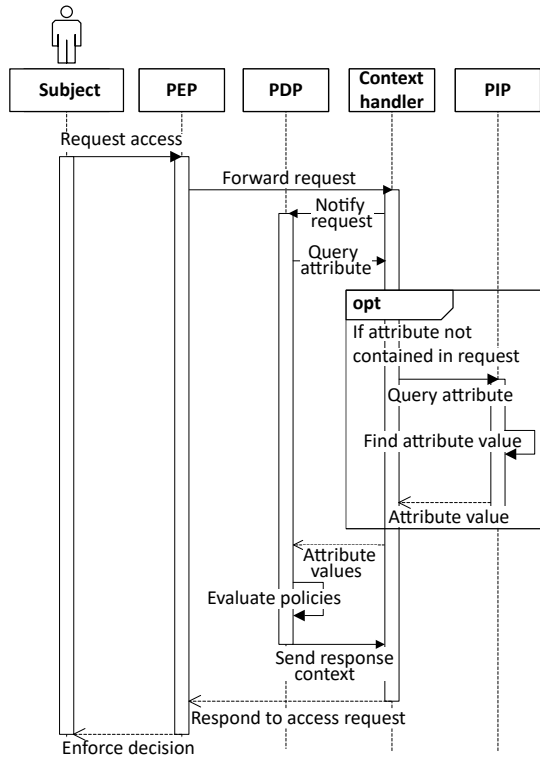 Subject
PEP
PDP
Context
handler
PIP
Request access
Forward request
Notify
request
Query
attribute
opt
If attribute not
contained in request
Query attribute
Find attribute value
Attribute value
Attribute
values
Evaluate policies
Send response
context
Respond to access request
Enforce decision